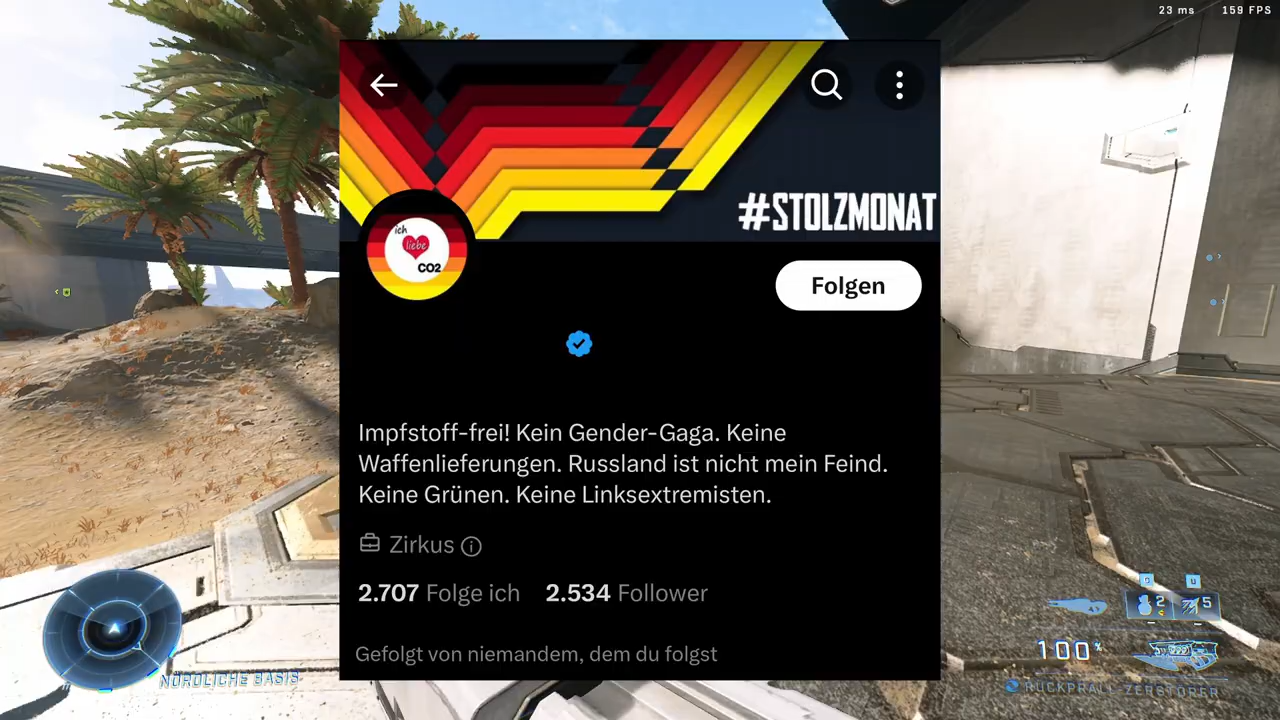 23 ms 159 FPS
#STOLZMONAT
ich
liebe
CO2
Folgen
Impfstoff-frei! Kein Gender-Gaga. Keine
Waffenlieferungen. Russland ist nicht mein Feind.
Keine Grünen. Keine Linksextremisten.
Zirkus
2.707 Folge ich 2.534 Follower
Gefolgt von niemandem, dem du folgst
NÖRDLICHE BASIS
2 5
100%
RÜCKPRALL-ZERSTÖRER